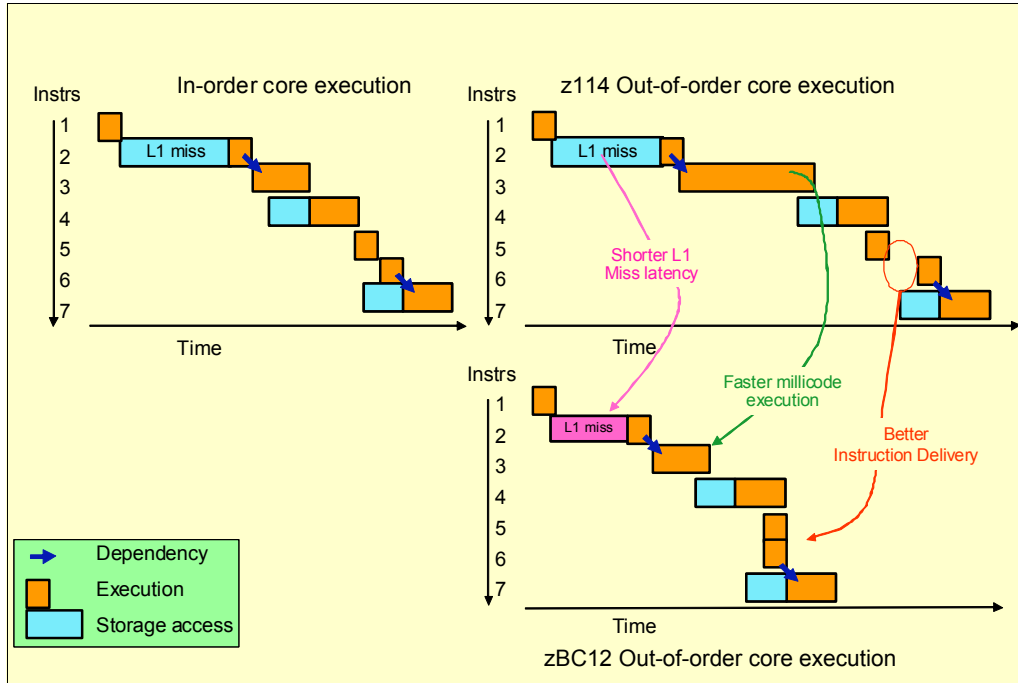 In-order core execution
Instrs
1
2
3
4
5
6
7
L1 miss
Time
z114 Out-of-order core execution
Instrs
1
2
3
4
5
6
7
L1 miss
Shorter L1
Miss latency
Time
Faster millicode
execution
Better
Instruction Delivery
Instrs
1
2
3
4
5
6
7
L1 miss
Time
zBC12 Out-of-order core execution
Dependency
Execution
Storage access